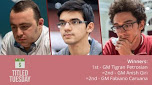 TITLED
TUESDAY
Winners:
1st - GM Tigran Petrosian
=2nd - GM Anish Giri
=2nd - GM Fabiano Caruana